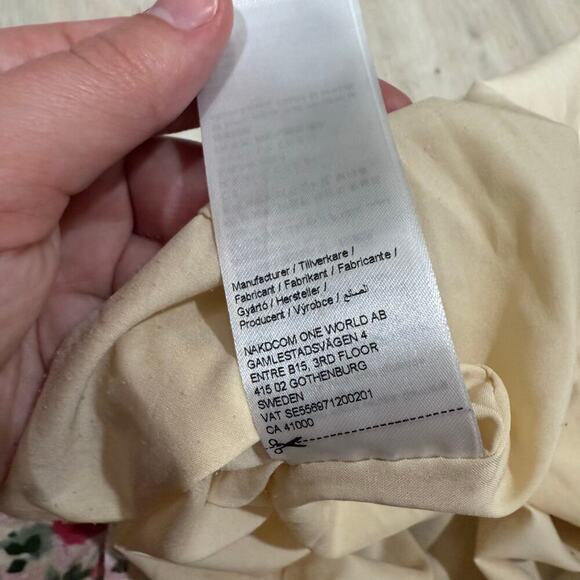 Manufacturer / Tillverkare /
Fabricant / Fabrikant / Fabricante /
Gyártó / Hersteller /
Producent / Výrobce / الصانع
NAKDCOM ONE WORLD AB
GAMLESTADSVÄGEN 4
ENTRE B15, 3RD FLOOR
415 02 GOTHENBURG
SWEDEN
VAT SE556971200201
CA 41000